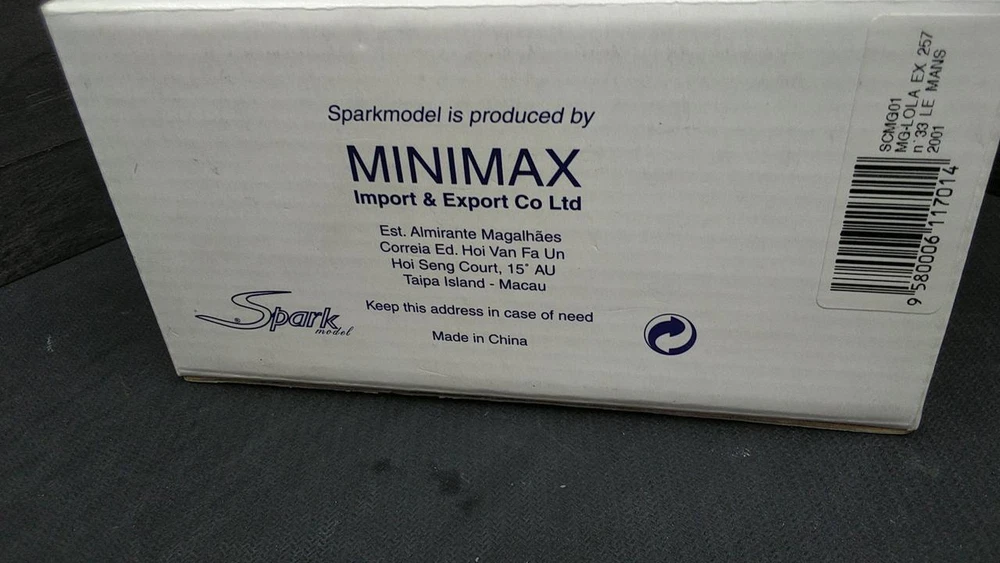 Sparkmodel is produced by
MINIMAX
Import & Export Co Ltd
Est. Almirante Magalhães
Correia Ed. Hoi Van Fa Un
Hoi Seng Court, 15° AU
Taipa Island - Macau
Keep this address in case of need
Made in China
Spark
model
SCMG01
MG-LOLA EX 257
n°33 LE MANS
2001
9 580006 117014